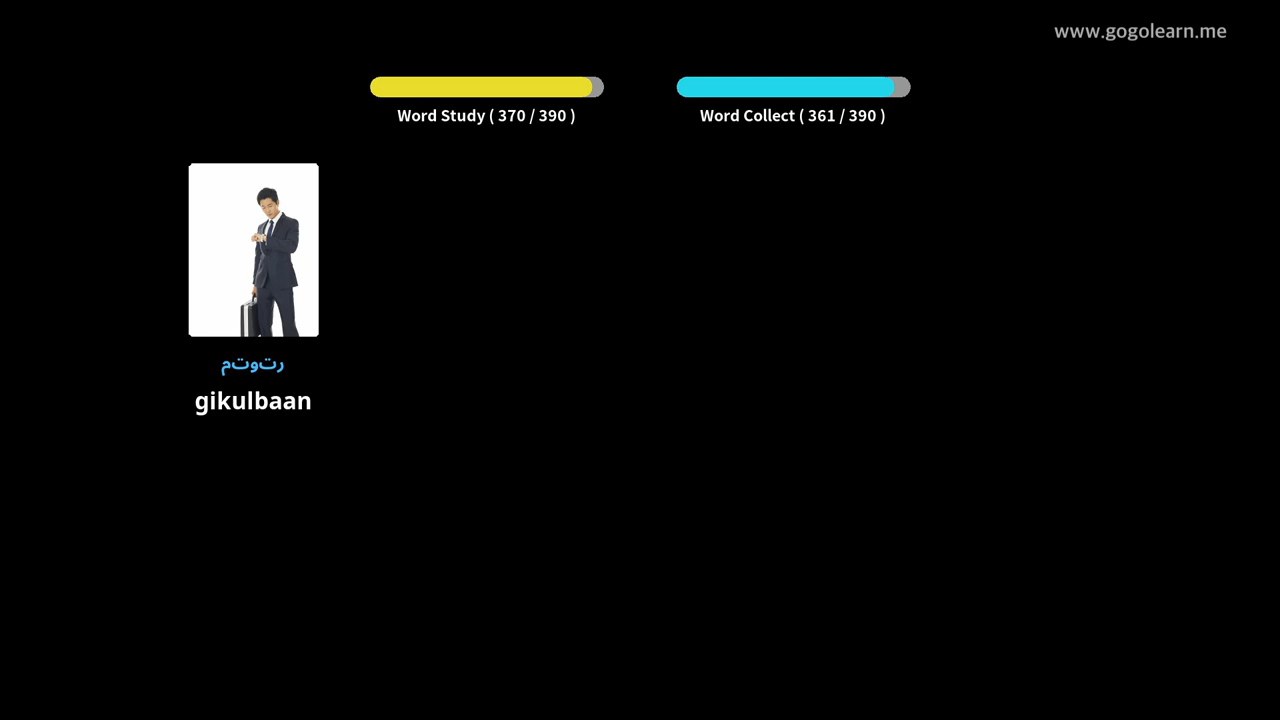 www.gogolearn.me
Word Study ( 370 / 390 )
Word Collect ( 361 / 390 )
رتوتم
gikulbaan